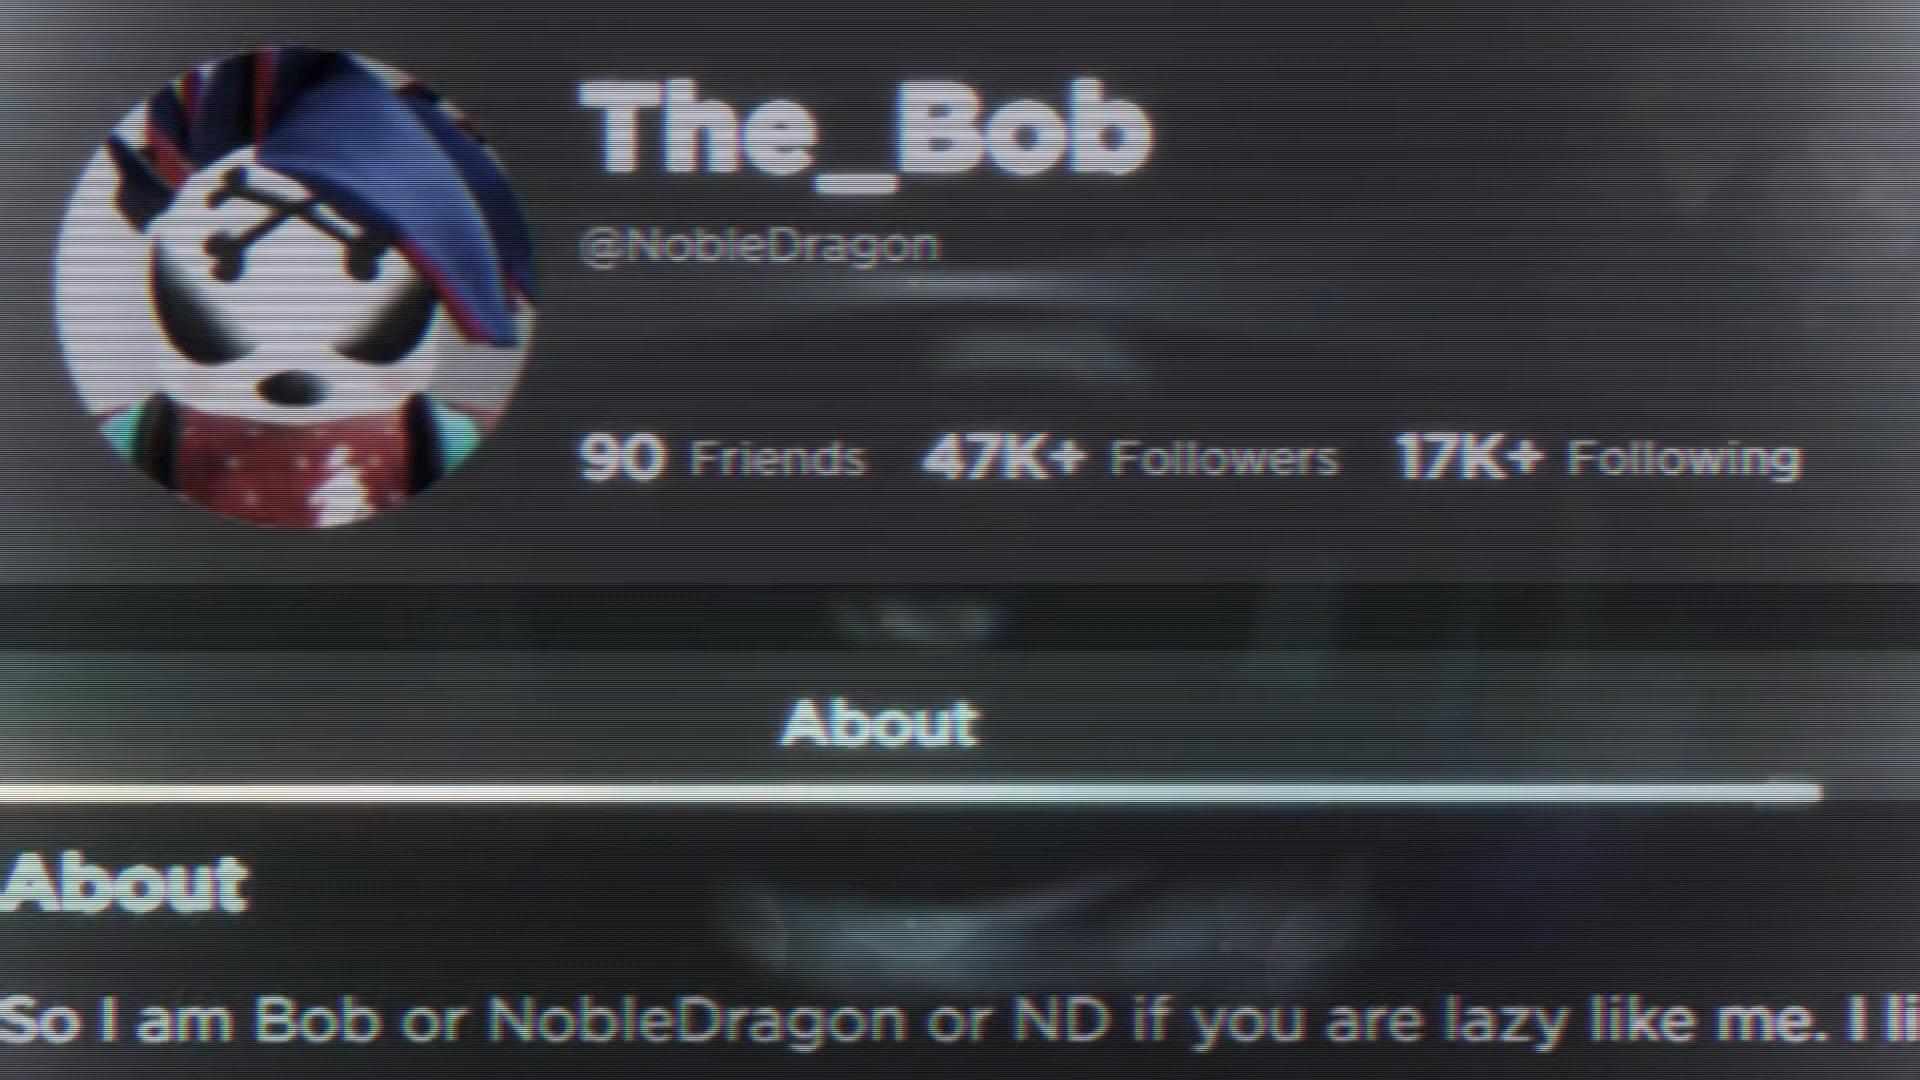 The_Bob
@NobleDragon
90 Friends 47K+ Followers 17K+ Following
About
About
So I am Bob or NobleDragon or ND if you are lazy like me. I li